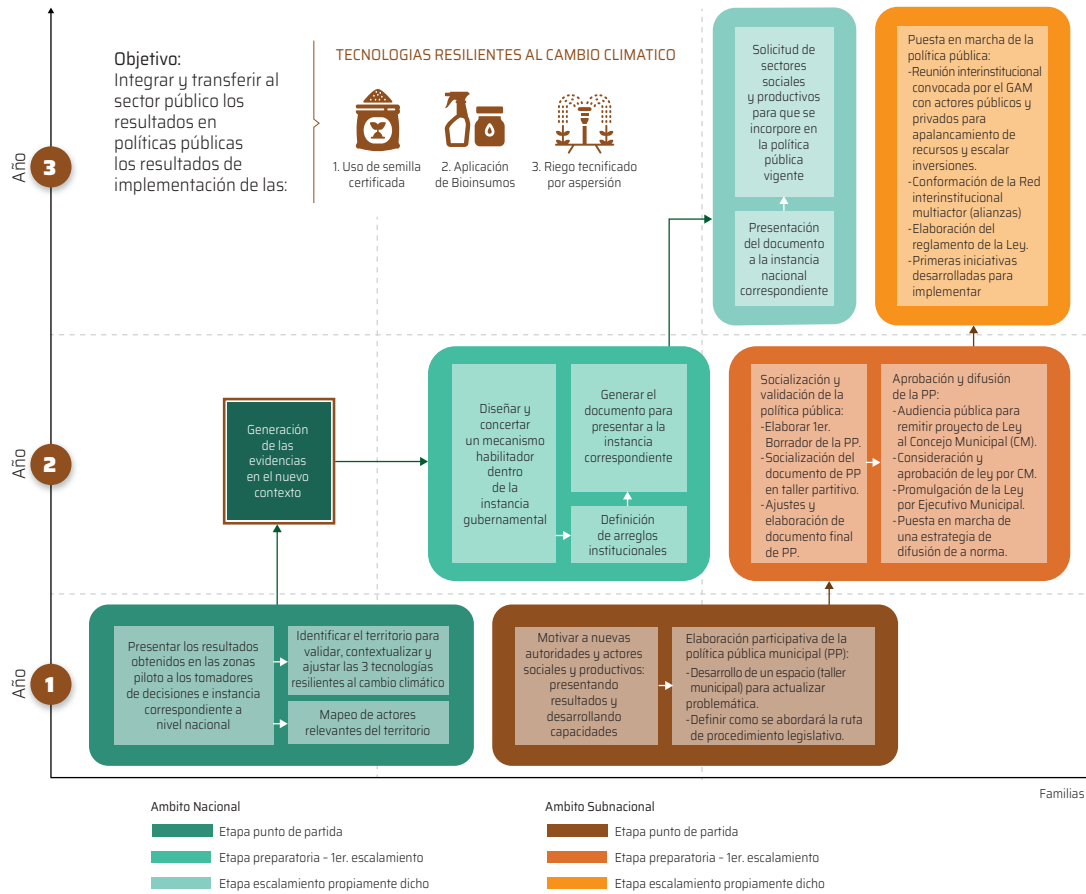 Objetivo:
Integrar y transferir al
sector público los
resultados en
políticas públicas
los resultados de
implementación de las:
TECNOLOGIAS RESILIENTES AL CAMBIO CLIMATICO
1. Uso de semilla
certificada
2. Aplicación
de Bioinsumos
3. Riego tecnificado
por aspersión
Año
3
Solicitud de
sectores
sociales
y productivos
para que se
incorpore en
la política
pública
vigente
Presentación
del documento
a la instancia
nacional
correspondiente
Puesta en marcha de la
política pública:
-Reunión interinstitucional
convocada por el GAM
con actores públicos y
privados para
apalancamiento de
recursos y escalar
inversiones.
-Conformación de la Red
interinstitucional
multiactor (alianzas)
-Elaboración del
reglamento de la Ley.
-Primeras iniciativas
desarrolladas para
implementar
Año
2
Generación
de las
evidencias
en el nuevo
contexto
Diseñar y
concertar
un mecanismo
habilitador
dentro
de la
instancia
gubernamental
Generar el
documento para
presentar a la
instancia
correspondiente
Definición
de arreglos
institucionales
Socialización y
validación de la
política pública:
-Elaborar 1er.
Borrador de la PP.
-Socialización del
documento de PP
en taller partitivo.
-Ajustes y
elaboración de
documento final
de PP.
Aprobación y difusión
de la PP:
-Audiencia pública para
remitir proyecto de Ley
al Concejo Municipal (CM).
-Consideración y
aprobación de ley por CM.
-Promulgación de la Ley
por Ejecutivo Municipal.
-Puesta en marcha de
una estrategia de
difusión de a norma.
Año
1
Presentar los resultados
obtenidos en las zonas
piloto a los tomadores
de decisiones e instancia
correspondiente a
nivel nacional
Identificar el territorio para
validar, contextualizar y
ajustar las 3 tecnologías
resilientes al cambio climático
Mapeo de actores
relevantes del territorio
Motivar a nuevas
autoridades y actores
sociales y productivos:
presentando
resultados y
desarrollando
capacidades
Elaboración participativa de la
política pública municipal (PP):
-Desarrollo de un espacio (taller
municipal) para actualizar
problemática.
-Definir como se abordará la ruta
de procedimiento legislativo.
Familias
Ambito Nacional
Etapa punto de partida
Etapa preparatoria – 1er. escalamiento
Etapa escalamiento propiamente dicho
Ambito Subnacional
Etapa punto de partida
Etapa preparatoria – 1er. escalamiento
Etapa escalamiento propiamente dicho